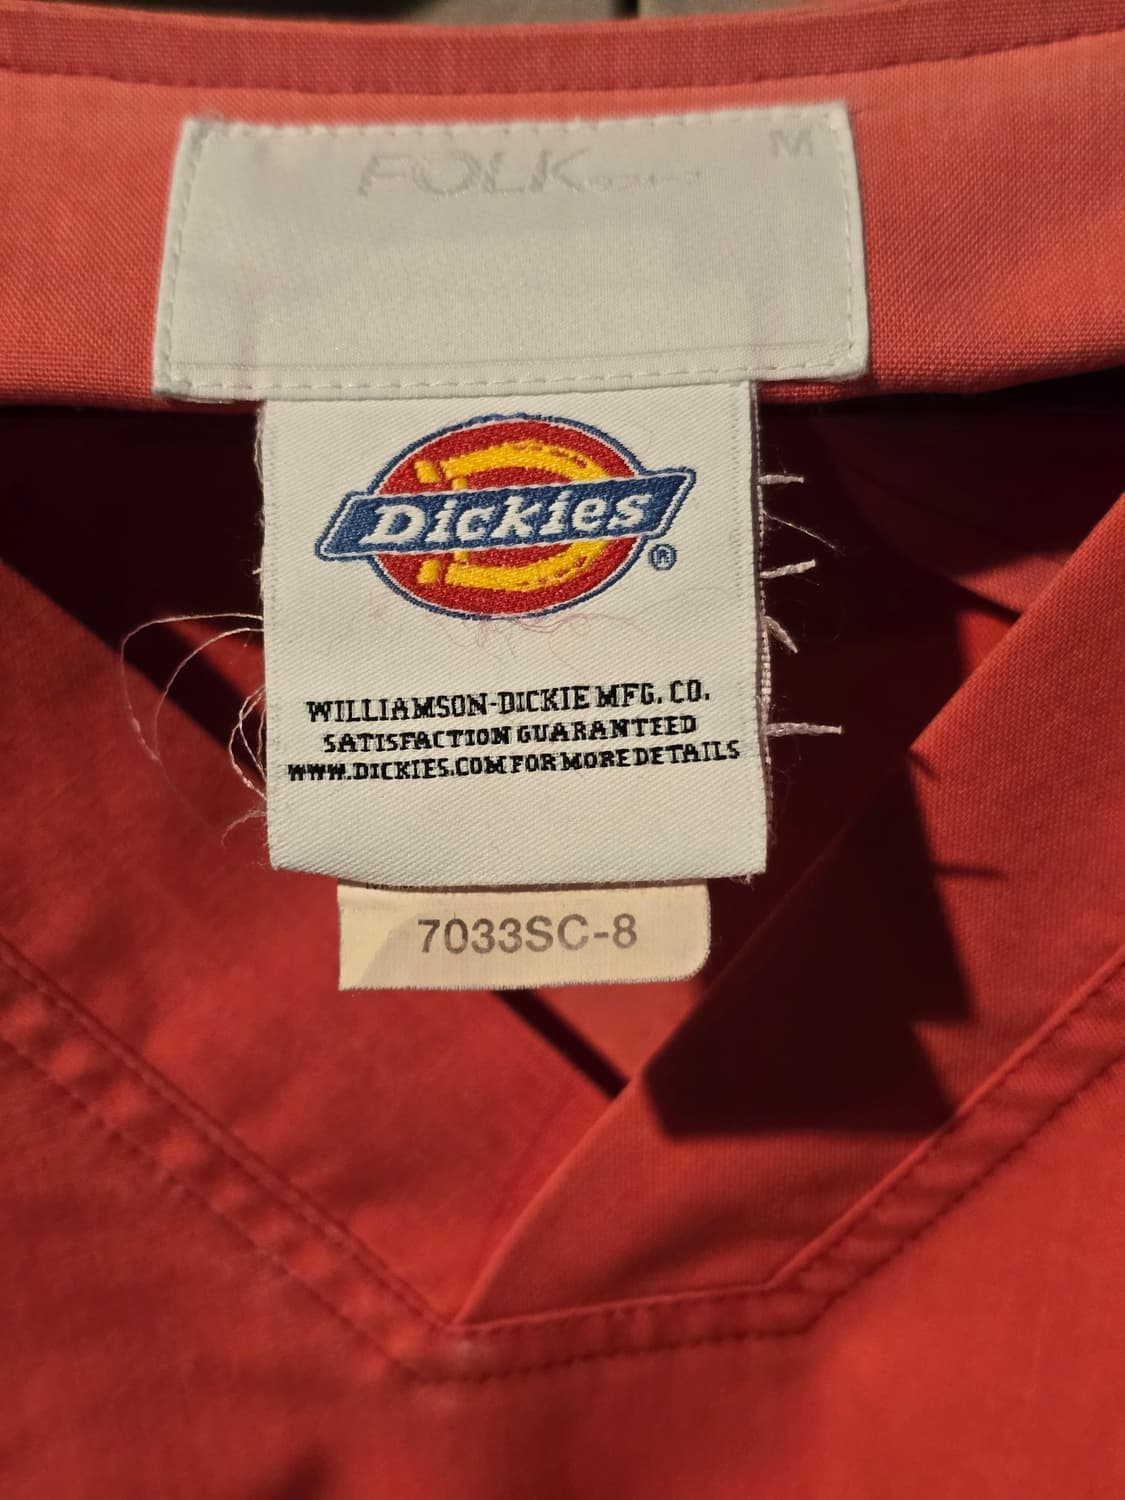 FOLK
M
Dickies
®
WILLIAMSON-DICKIE MFG. CO.
SATISFACTION GUARANTEED
WWW.DICKIES.COM FOR MORE DETAILS
7033SC-8